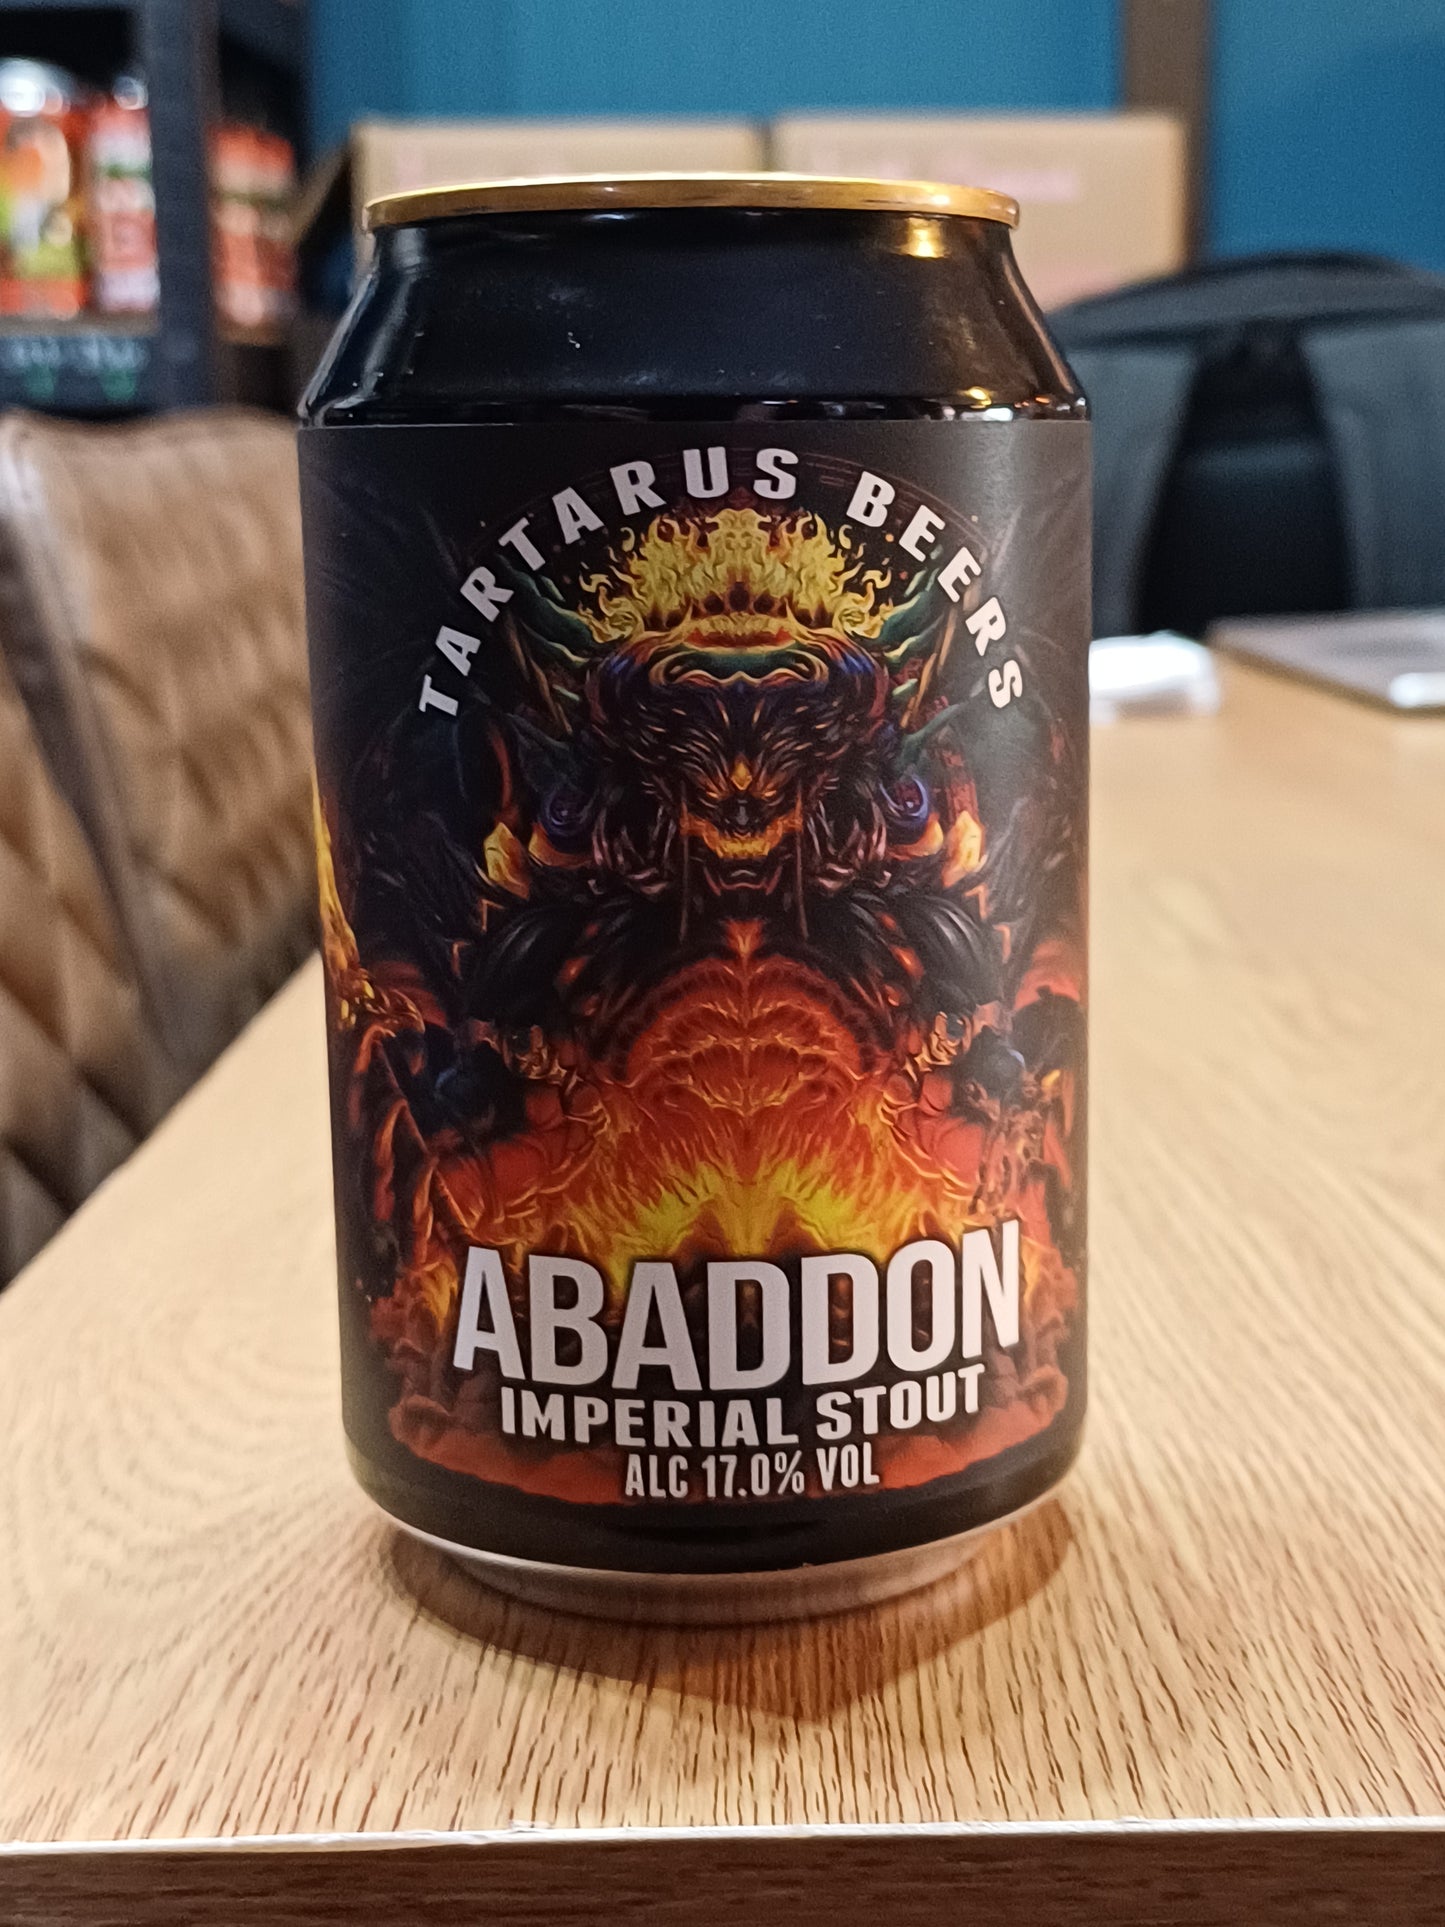 TARTARUS BEERS
ABADDON
IMPERIAL STOUT
ALC 17.0% VOL